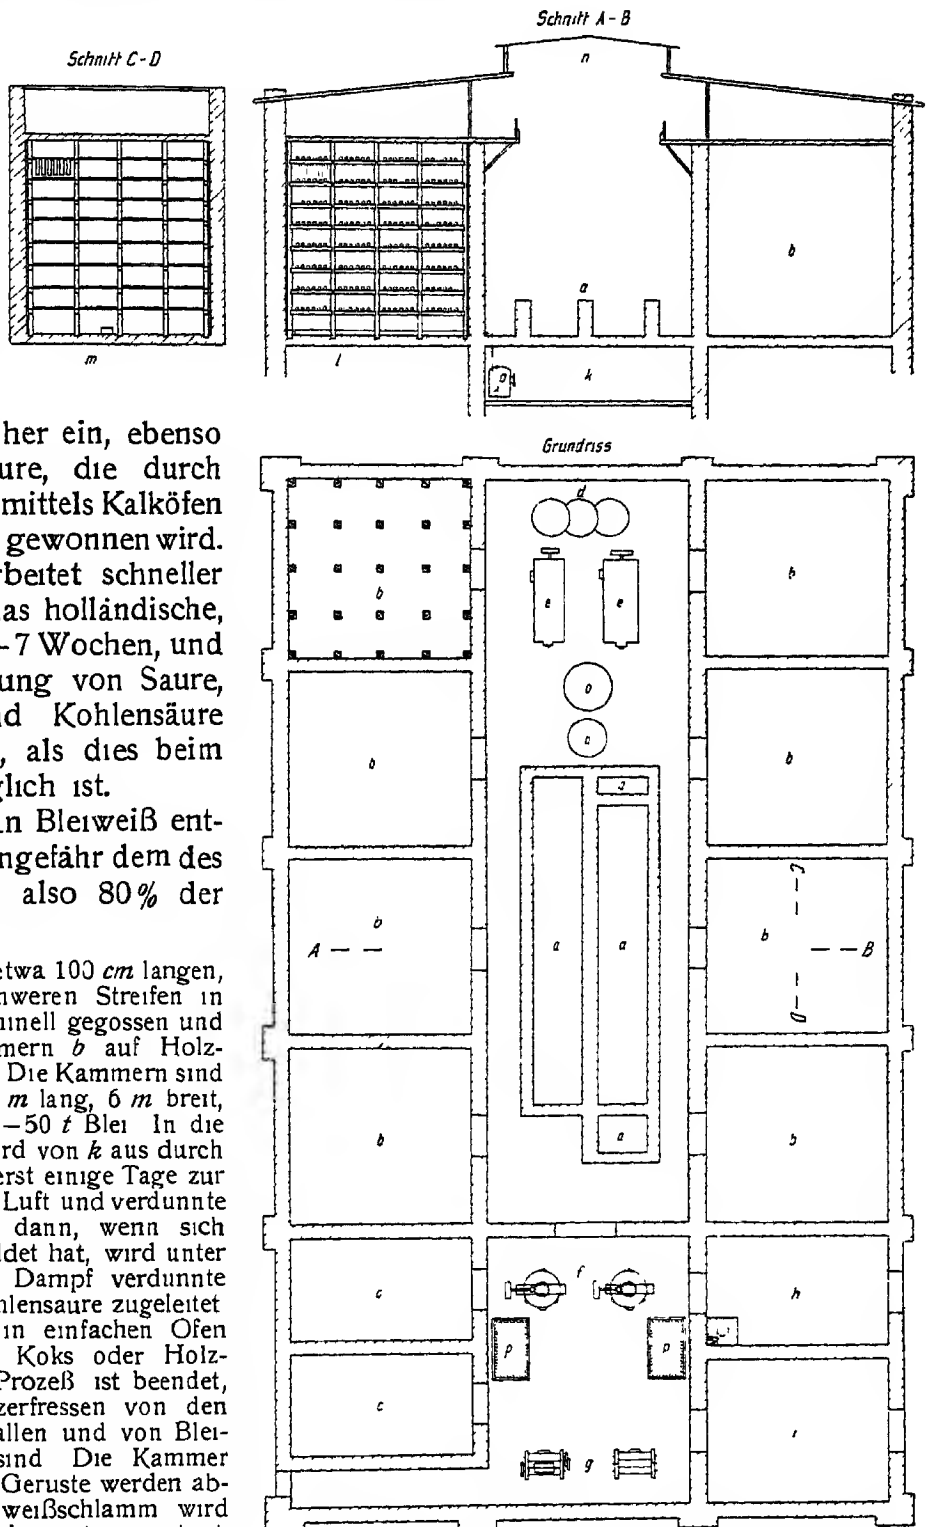 Schnitt A-B
Schnitt C-D
n
b
a
m
l
o
k
her ein, ebenso
ure, die durch
mittels Kalköfen
gewonnen wird.
rbeitet schneller
las holländische,
-7 Wochen, und
ung von Saure,
nd Kohlensäure
, als dies beim
glich ist.
an Bleiweiß ent-
ngefähr dem des
also 80% der
etwa 100 cm langen,
hweren Streifen in
hinell gegossen und
mern b auf Holz-
Die Kammern sind
m lang, 6 m breit,
-50 t Blei In die
rd von k aus durch
erst einige Tage zur
Luft und verdunnte
dann, wenn sich
ldet hat, wird unter
Dampf verdunnte
hlensaure zugeleitet
in einfachen Ofen
Koks oder Holz-
Prozeß ist beendet,
zerfressen von den
allen und von Blei-
sind Die Kammer
Geruste werden ab-
weißschlamm wird
Grundriss
d
b
b
e e
o
b
b
a
b
b
A
a a
C
B
D
a
b
b
c
f
h
p p
c
i
g